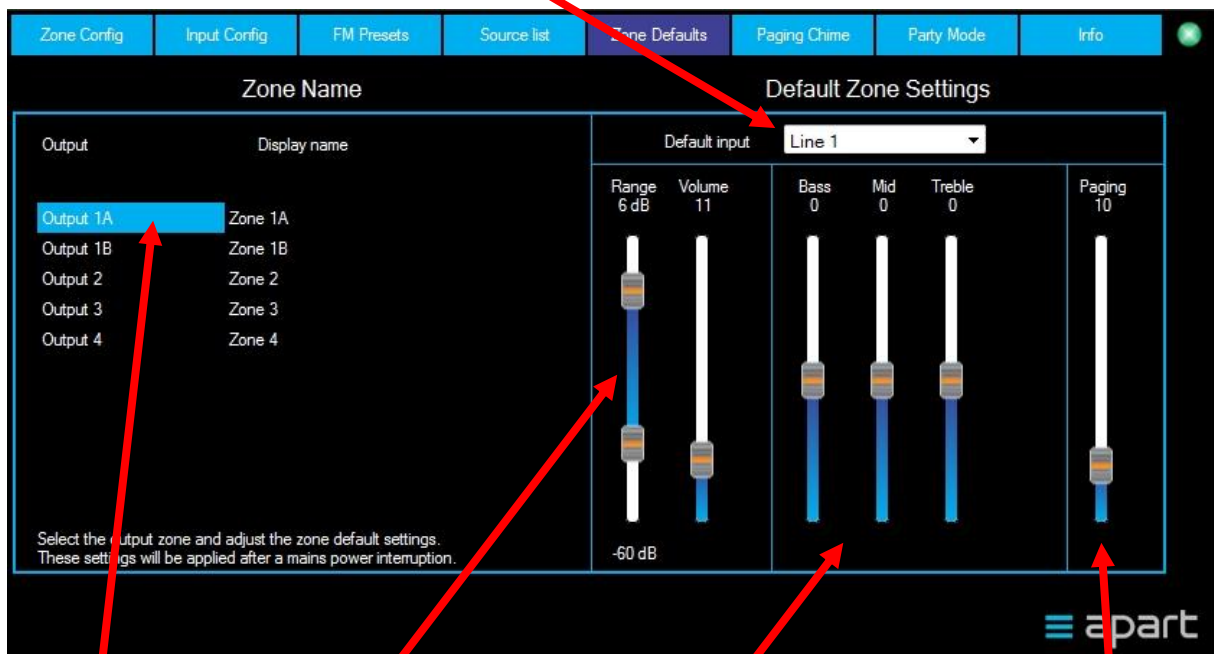 Zone Config Input Config FM Presets Source list Zone Defaults Paging Chime Party Mode Info
Zone Name
Default Zone Settings
Output Display name
Default input Line 1
Output 1A Zone 1A
Output 1B Zone 1B
Output 2 Zone 2
Output 3 Zone 3
Output 4 Zone 4
Range Volume Bass Mid Treble Paging
6 dB 11 0 0 0 10
-60 dB
Select the output zone and adjust the zone default settings.
These settings will be applied after a mains power interruption.
apart